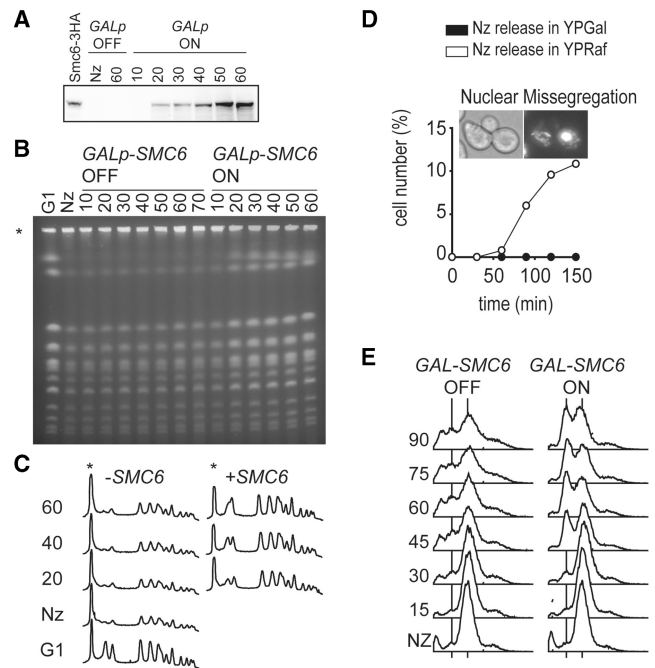 A
Smc6-3HA
GALp OFF
GALp ON
Nz 60 10 20 30 40 50 60
B
GALp-SMC6 OFF
GALp-SMC6 ON
G1 Nz 10 20 30 40 50 60 70 10 20 30 40 50 60
*
C
* -SMC6 * +SMC6
60
40
20
Nz
G1
D
Nz release in YPGal
Nz release in YPRaf
Nuclear Missegregation
cell number (%)
15
10
5
0
0 50 100 150
time (min)
E
GAL-SMC6 OFF
GAL-SMC6 ON
90
75
60
45
30
15
NZ